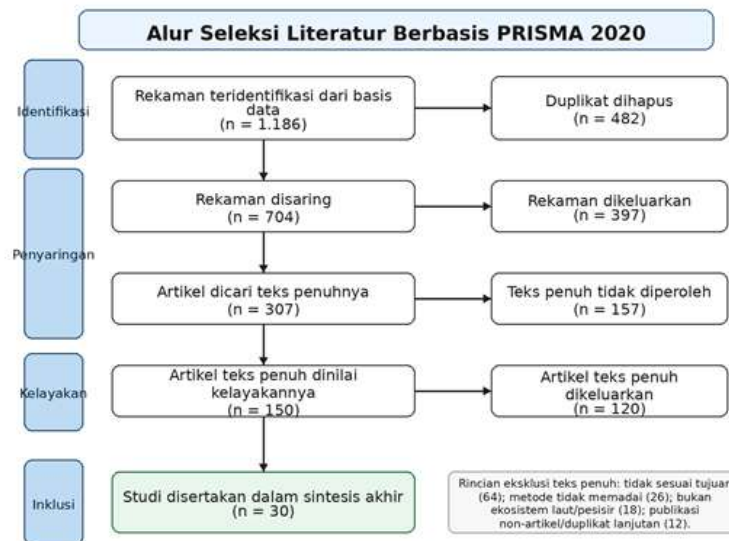 Alur Seleksi Literatur Berbasis PRISMA 2020
Identifikasi
Rekaman teridentifikasi dari basis
data
(n = 1.186)
Duplikat dihapus
(n = 482)
Penyaringan
Rekaman disaring
(n = 704)
Rekaman dikeluarkan
(n = 397)
Artikel dicari teks penuhnya
(n = 307)
Teks penuh tidak diperoleh
(n = 157)
Kelayakan
Artikel teks penuh dinilai
kelayakannya
(n = 150)
Artikel teks penuh
dikeluarkan
(n = 120)
Inklusi
Studi disertakan dalam sintesis akhir
(n = 30)
Rincian eksklusi teks penuh: tidak sesuai tujuan
(64); metode tidak memadai (26); bukan
ekosistem laut/pesisir (18); publikasi
non-artikel/duplikat lanjutan (12).